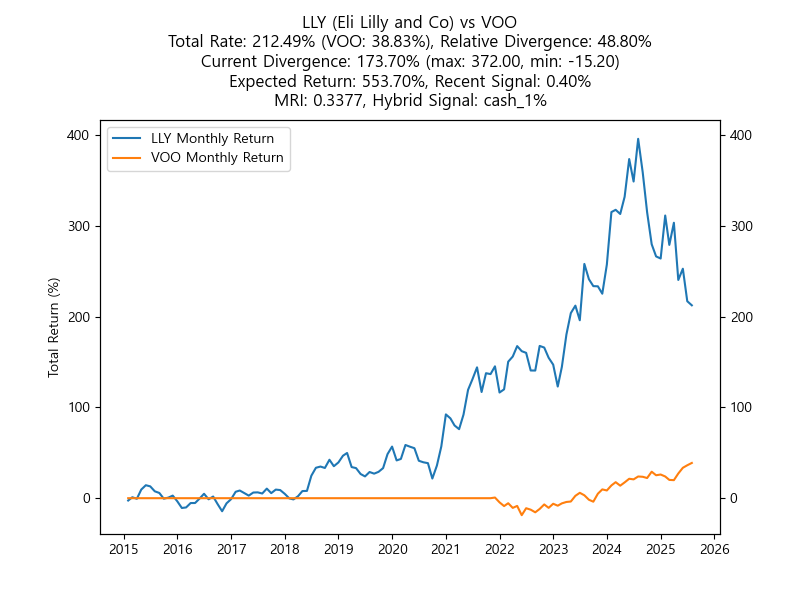 LLY (Eli Lilly and Co) vs VOO
Total Rate: 212.49% (VOO: 38.83%), Relative Divergence: 48.80%
Current Divergence: 173.70% (max: 372.00, min: -15.20)
Expected Return: 553.70%, Recent Signal: 0.40%
MRI: 0.3377, Hybrid Signal: cash_1%
LLY Monthly Return
VOO Monthly Return
Total Return (%)
400
300
200
100
0
400
300
200
100
0
2015 2016 2017 2018 2019 2020 2021 2022 2023 2024 2025 2026